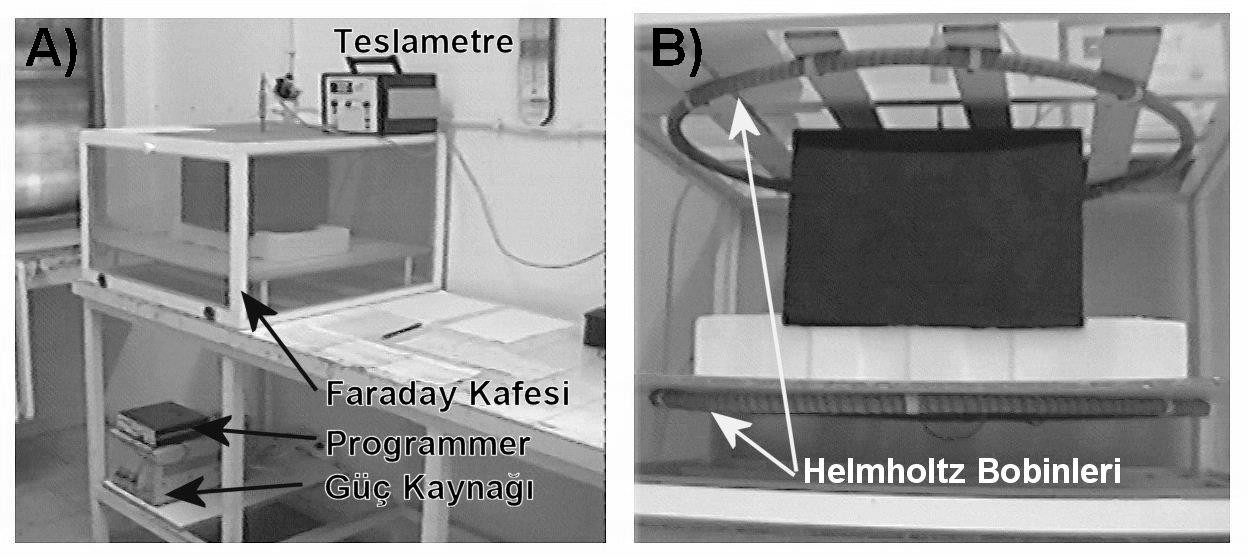 A)
Teslametre
Faraday Kafesi
Programmer
Güç Kaynağı
B)
Helmholtz Bobinleri